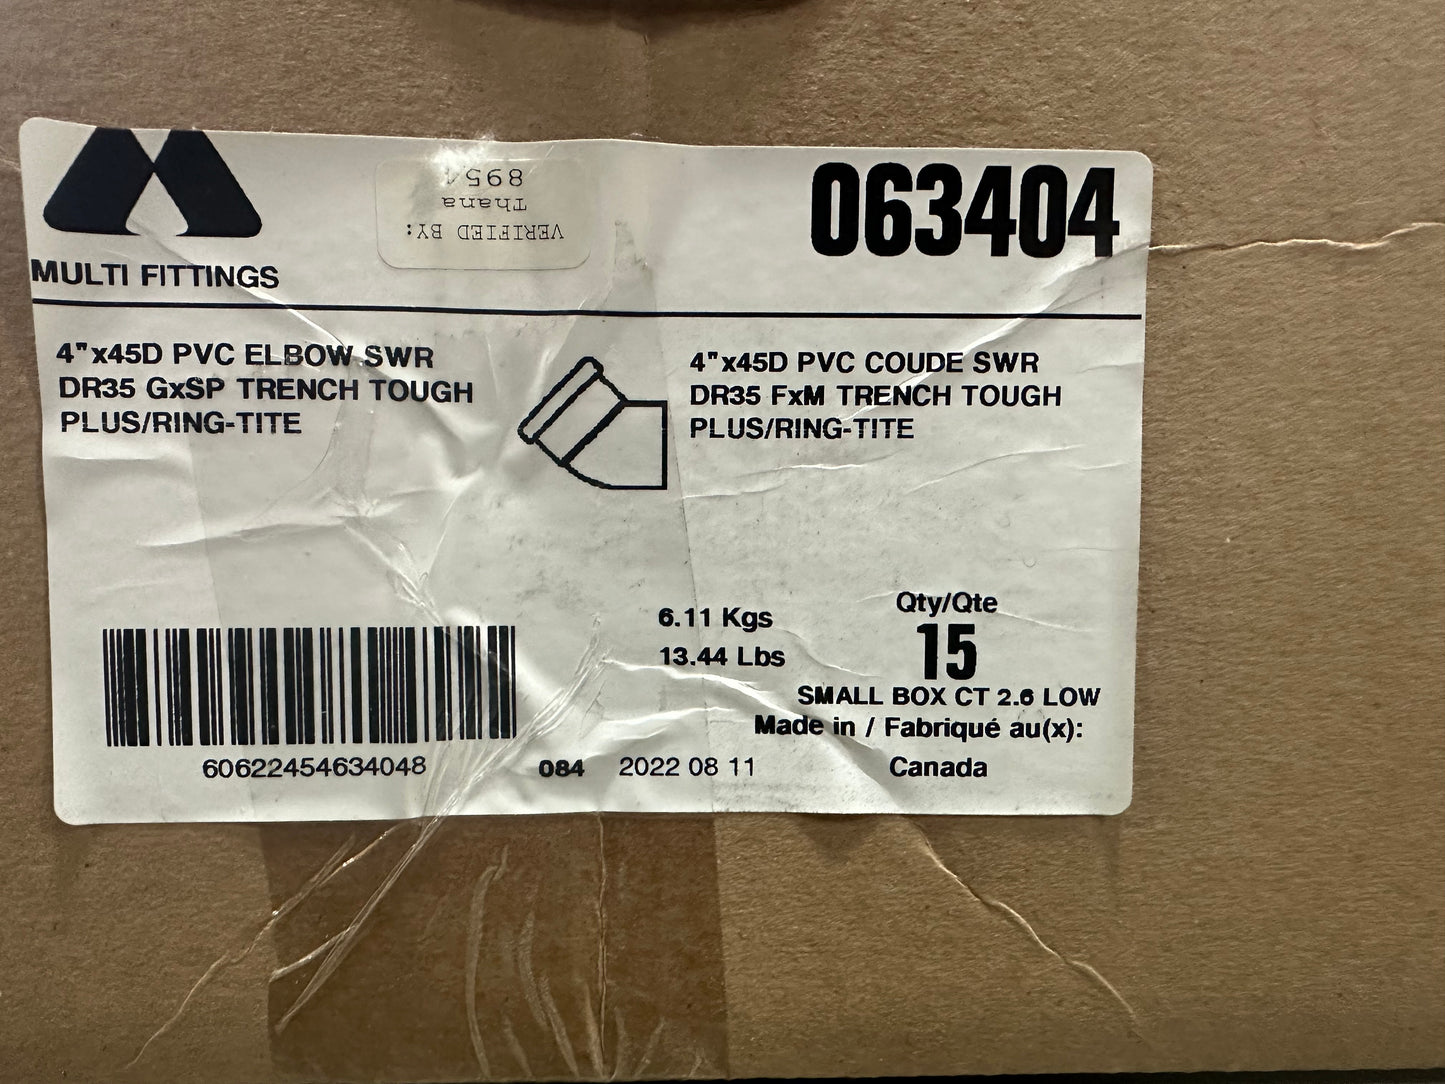 MULTI FITTINGS
VERIFIED BY:
Thana
8954
063404
4"x45D PVC ELBOW SWR
DR35 GxSP TRENCH TOUGH
PLUS/RING-TITE
4"x45D PVC COUDE SWR
DR35 FxM TRENCH TOUGH
PLUS/RING-TITE
6.11 Kgs
13.44 Lbs
Qty/Qte
15
SMALL BOX CT 2.6 LOW
Made in / Fabriqué au(x):
Canada
60622454634048
084 2022 08 11